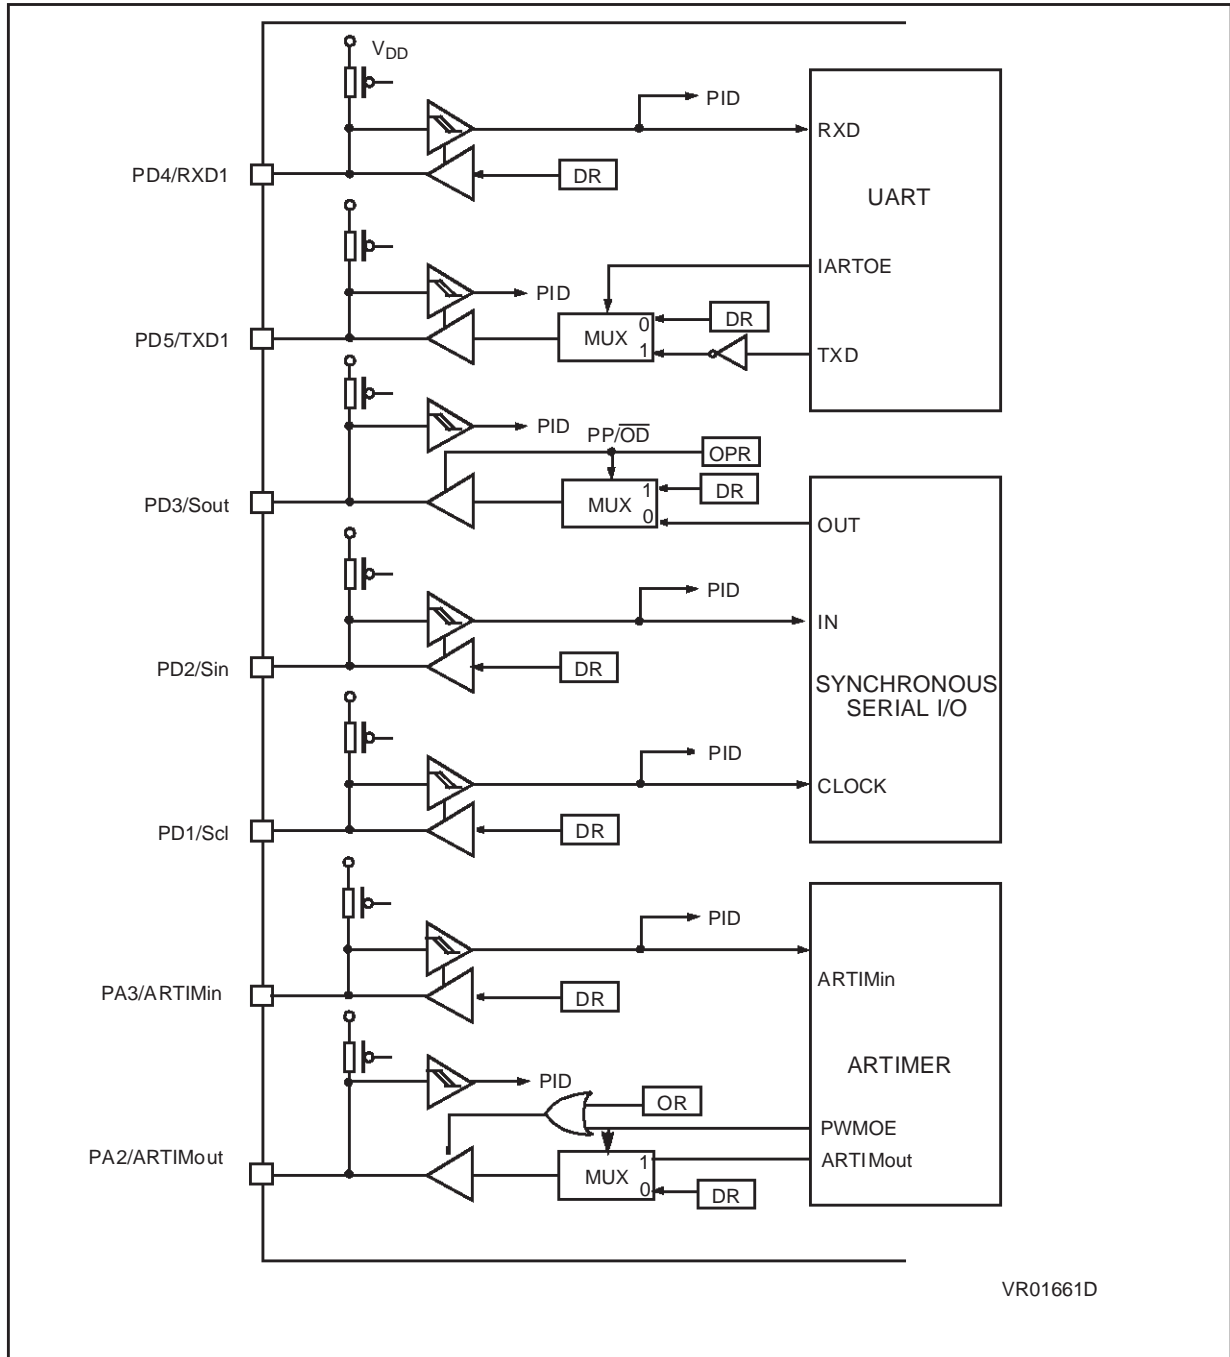 VDD
PID
RXD
PD4/RXD1
DR
UART
IARTOE
PID
DR
0
MUX
1
PD5/TXD1
TXD
PID
PP/OD
OPR
DR
1
MUX
0
PD3/Sout
OUT
PID
IN
PD2/Sin
DR
SYNCHRONOUS
SERIAL I/O
PID
CLOCK
PD1/Scl
DR
PID
ARTIMin
PA3/ARTIMin
DR
ARTIMER
PID
OR
PWMOE
PA2/ARTIMout
1
ARTIMout
MUX
0
DR
VR01661D